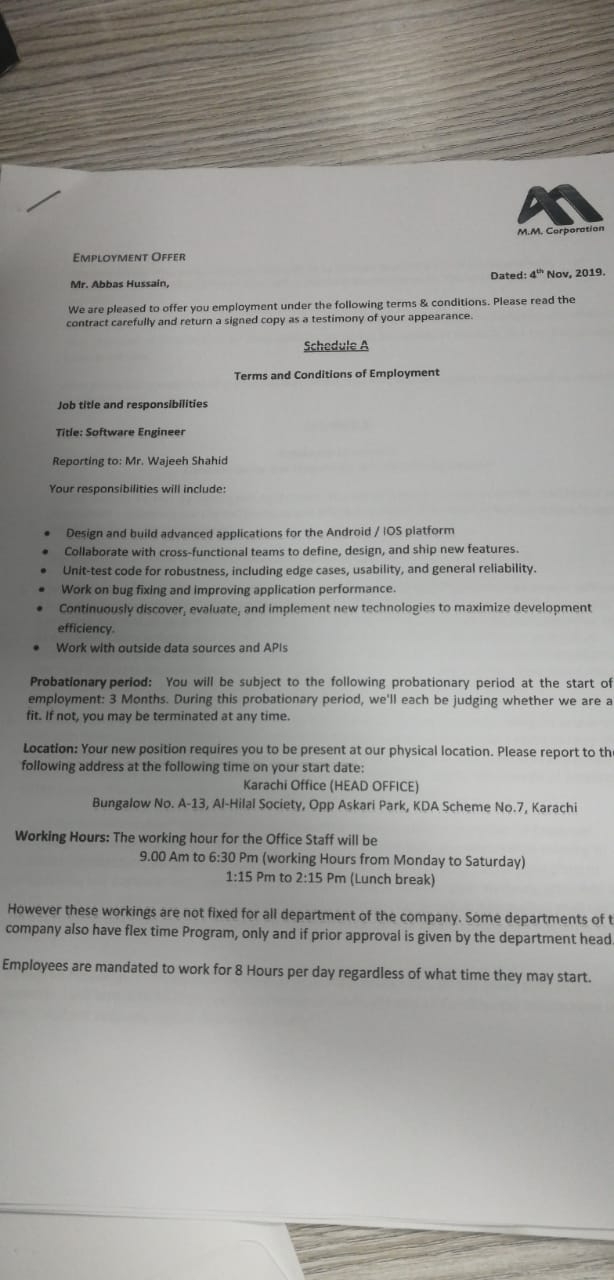 M.M. Corporation
EMPLOYMENT OFFER
Dated: 4th Nov, 2019.
Mr. Abbas Hussain,
We are pleased to offer you employment under the following terms & conditions. Please read the
contract carefully and return a signed copy as a testimony of your appearance.
Schedule A
Terms and Conditions of Employment
Job title and responsibilities
Title: Software Engineer
Reporting to: Mr. Wajeeh Shahid
Your responsibilities will include:
• Design and build advanced applications for the Android / IOS platform
• Collaborate with cross-functional teams to define, design, and ship new features.
• Unit-test code for robustness, including edge cases, usability, and general reliability.
• Work on bug fixing and improving application performance.
• Continuously discover, evaluate, and implement new technologies to maximize development
efficiency.
• Work with outside data sources and APIs
Probationary period: You will be subject to the following probationary period at the start of
employment: 3 Months. During this probationary period, we'll each be judging whether we are a
fit. If not, you may be terminated at any time.
Location: Your new position requires you to be present at our physical location. Please report to
following address at the following time on your start date:
Karachi Office (HEAD OFFICE)
Bungalow No. A-13, Al-Hilal Society, Opp Askari Park, KDA Scheme No.7, Karachi
Working Hours: The working hour for the Office Staff will be
9.00 Am to 6:30 Pm (working Hours from Monday to Saturday)
1:15 Pm to 2:15 Pm (Lunch break)
However these workings are not fixed for all department of the company. Some departments of
company also have flex time Program, only and if prior approval is given by the department head.
Employees are mandated to work for 8 Hours per day regardless of what time they may start.